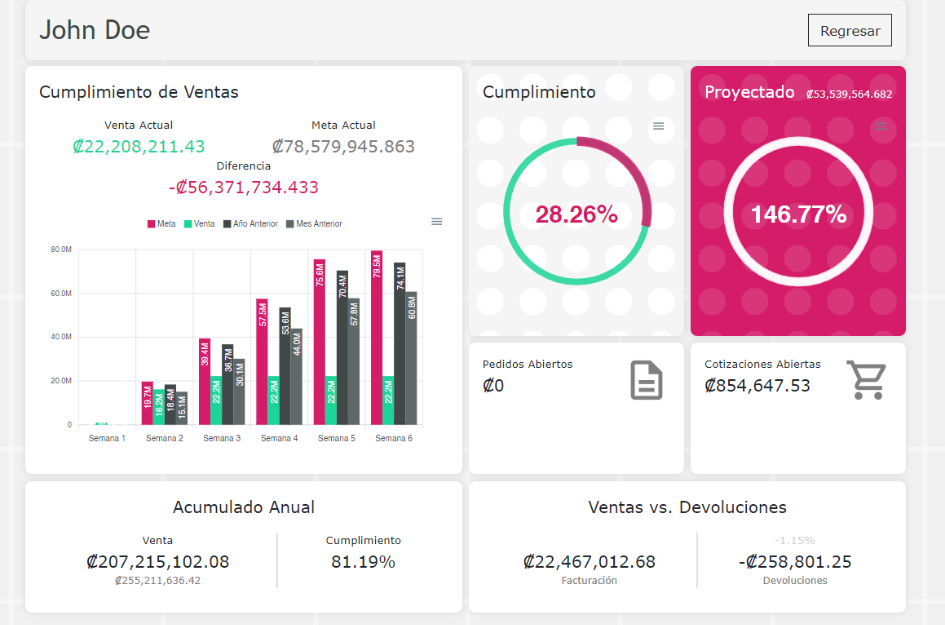 John Doe
Regresar
Cumplimiento de Ventas
Venta Actual
₡22,208,211.43
Meta Actual
₡78,579,945.863
Diferencia
-₡56,371,734.433
Meta Venta Año Anterior Mes Anterior
80.0M
60.0M
40.0M
20.0M
0
19.7M 16.2M 18.4M 15.1M
39.4M 22.2M 36.7M 30.1M
57.5M 22.2M 53.6M 44.0M
75.6M 22.2M 70.4M 57.8M
79.5M 22.2M 74.1M 60.8M
Semana 1 Semana 2 Semana 3 Semana 4 Semana 5 Semana 6
Cumplimiento
28.26%
Proyectado ₡53,539,564.682
146.77%
Pedidos Abiertos
₡0
Cotizaciones Abiertas
₡854,647.53
Acumulado Anual
Venta
₡207,215,102.08
₡255,211,636.42
Cumplimiento
81.19%
Ventas vs. Devoluciones
₡22,467,012.68
Facturación
-1.15%
-₡258,801.25
Devoluciones